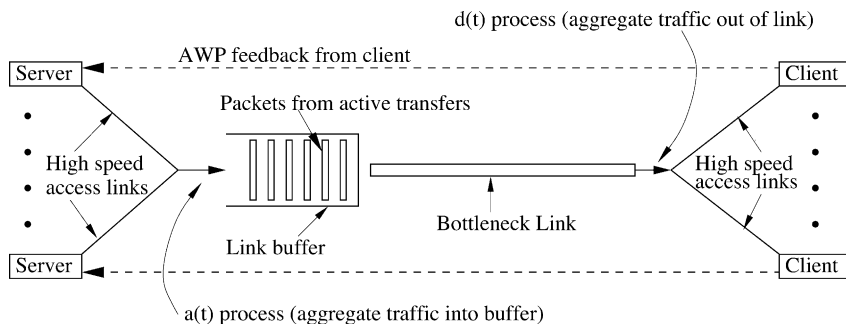 d(t) process (aggregate traffic out of link)
AWP feedback from client
Server
Client
Packets from active transfers
High speed
access links
High speed
access links
Bottleneck Link
Link buffer
Server
Client
a(t) process (aggregate traffic into buffer)